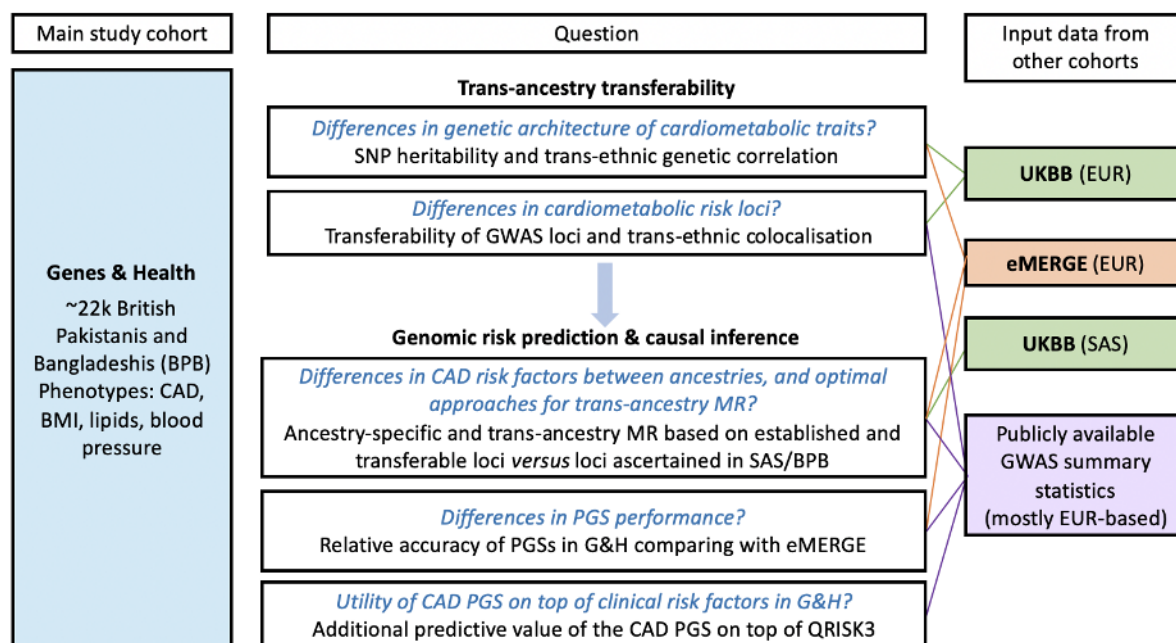 Main study cohort
Question
Input data from
other cohorts
Genes & Health
~22k British
Pakistanis and
Bangladeshis (BPB)
Phenotypes: CAD,
BMI, lipids, blood
pressure
Trans-ancestry transferability
Differences in genetic architecture of cardiometabolic traits?
SNP heritability and trans-ethnic genetic correlation
Differences in cardiometabolic risk loci?
Transferability of GWAS loci and trans-ethnic colocalisation
Genomic risk prediction & causal inference
Differences in CAD risk factors between ancestries, and optimal
approaches for trans-ancestry MR?
Ancestry-specific and trans-ancestry MR based on established and
transferable loci versus loci ascertained in SAS/BPB
Differences in PGS performance?
Relative accuracy of PGSs in G&H comparing with eMERGE
Utility of CAD PGS on top of clinical risk factors in G&H?
Additional predictive value of the CAD PGS on top of QRISK3
UKBB (EUR)
eMERGE (EUR)
UKBB (SAS)
Publicly available
GWAS summary
statistics
(mostly EUR-based)